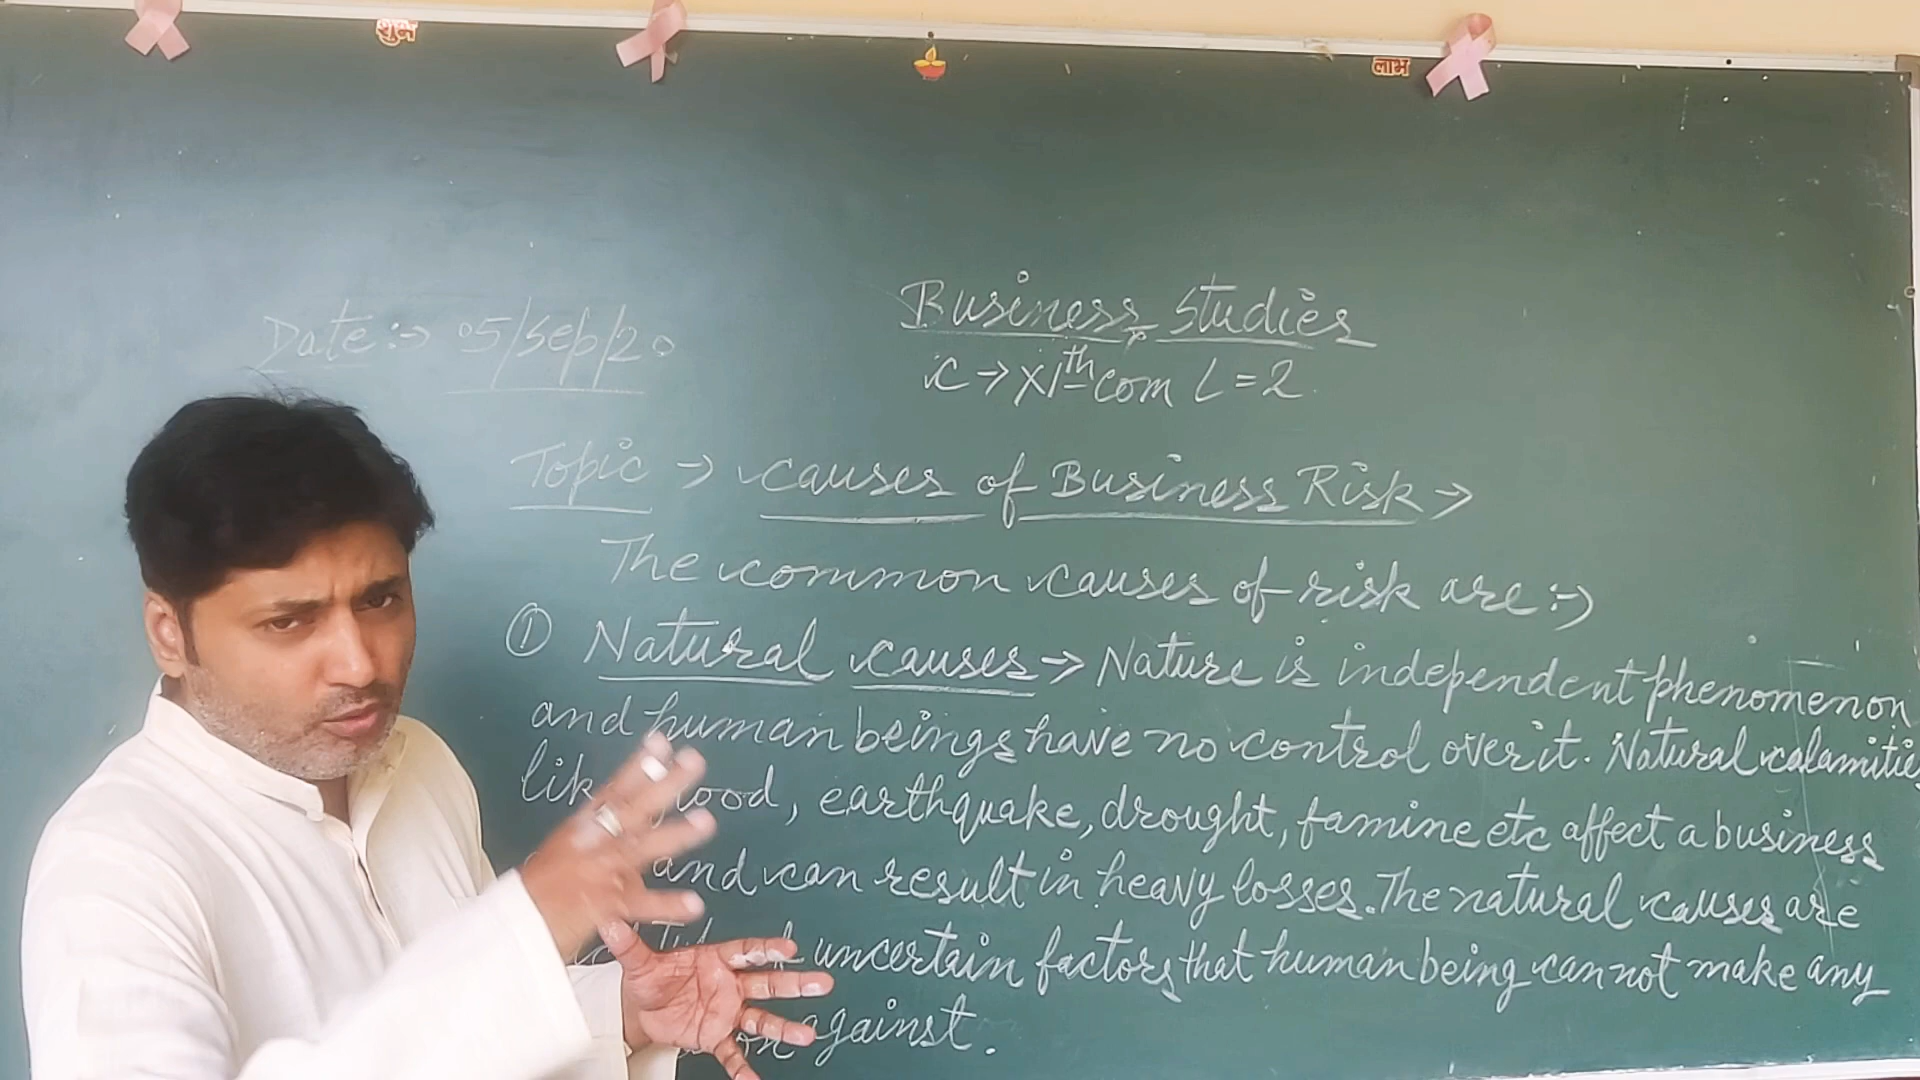 शुभ
लाभ
Date:→ 05/Sep/20
Business Studies
C → XIth Com L = 2
Topic → Causes of Business Risk →
The common causes of risk are :→
① Natural causes → Nature is independent phenomenon
and human beings have no control over it. Natural calamities
like flood, earthquake, drought, famine etc affect a business
and can result in heavy losses. The natural causes are
uncertain factors that human being can not make any
against.